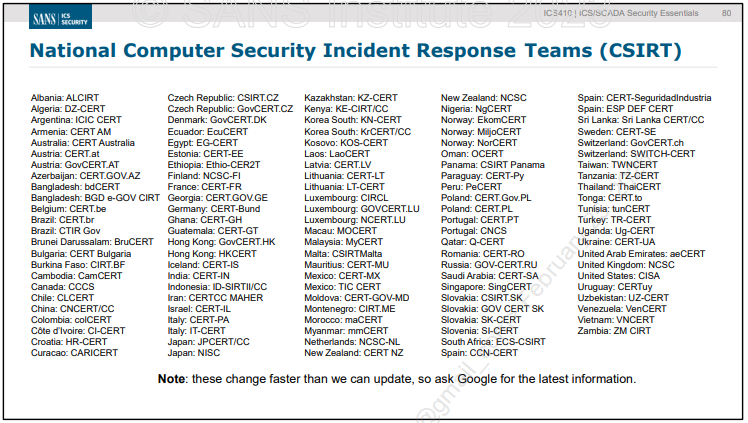 © SANS Institute 202
SANS | ICS SECURITY
ICS410 | ICS/SCADA Security Essentials 80
National Computer Security Incident Response Teams (CSIRT)
Albania: ALCIRT
Algeria: DZ-CERT
Argentina: ICIC CERT
Armenia: CERT AM
Australia: CERT Australia
Austria: CERT.at
Austria: GovCERT.AT
Azerbaijan: CERT.GOV.AZ
Bangladesh: bdCERT
Bangladesh: BGD e-GOV CIRT
Belgium: CERT.be
Brazil: CERT.br
Brazil: CTIR Gov
Brunei Darussalam: BruCERT
Bulgaria: CERT Bulgaria
Burkina Faso: CIRT.BF
Cambodia: CamCERT
Canada: CCCS
Chile: CLCERT
China: CNCERT/CC
Colombia: colCERT
Côte d'Ivoire: CI-CERT
Croatia: HR-CERT
Curacao: CARICERT
Czech Republic: CSIRT.CZ
Czech Republic: GovCERT.CZ
Denmark: GovCERT.DK
Ecuador: EcuCERT
Egypt: EG-CERT
Estonia: CERT-EE
Ethiopia: Ethio-CER2T
Finland: NCSC-FI
France: CERT-FR
Georgia: CERT.GOV.GE
Germany: CERT-Bund
Ghana: CERT-GH
Guatemala: CERT-GT
Hong Kong: GovCERT.HK
Hong Kong: HKCERT
Iceland: CERT-IS
India: CERT-IN
Indonesia: ID-SIRTII/CC
Iran: CERTCC MAHER
Israel: CERT-IL
Italy: CERT-PA
Italy: IT-CERT
Japan: JPCERT/CC
Japan: NISC
Kazakhstan: KZ-CERT
Kenya: KE-CIRT/CC
Korea South: KN-CERT
Korea South: KrCERT/CC
Kosovo: KOS-CERT
Laos: LaoCERT
Latvia: CERT.LV
Lithuania: CERT-LT
Lithuania: LT-CERT
Luxembourg: CIRCL
Luxembourg: GOVCERT.LU
Luxembourg: NCERT.LU
Macau: MOCERT
Malaysia: MyCERT
Malta: CSIRTMalta
Mauritius: CERT-MU
Mexico: CERT-MX
Mexico: TIC CERT
Moldova: CERT-GOV-MD
Montenegro: CIRT.ME
Morocco: maCERT
Myanmar: mmCERT
Netherlands: NCSC-NL
New Zealand: CERT NZ
New Zealand: NCSC
Nigeria: NgCERT
Norway: EkomCERT
Norway: MiljoCERT
Norway: NorCERT
Oman: OCERT
Panama: CSIRT Panama
Paraguay: CERT-Py
Peru: PeCERT
Poland: CERT.Gov.PL
Poland: CERT.PL
Portugal: CERT.PT
Portugal: CNCS
Qatar: Q-CERT
Romania: CERT-RO
Russia: GOV-CERT.RU
Saudi Arabia: CERT-SA
Singapore: SingCERT
Slovakia: CSIRT.SK
Slovakia: GOV CERT SK
Slovakia: SK-CERT
Slovenia: SI-CERT
South Africa: ECS-CSIRT
Spain: CCN-CERT
Spain: CERT-SeguridadIndustria
Spain: ESP DEF CERT
Sri Lanka: Sri Lanka CERT/CC
Sweden: CERT-SE
Switzerland: GovCERT.ch
Switzerland: SWITCH-CERT
Taiwan: TWNCERT
Tanzania: TZ-CERT
Thailand: ThaiCERT
Tonga: CERT.to
Tunisia: tunCERT
Turkey: TR-CERT
Uganda: Ug-CERT
Ukraine: CERT-UA
United Arab Emirates: aeCERT
United Kingdom: NCSC
United States: CISA
Uruguay: CERTuy
Uzbekistan: UZ-CERT
Venezuela: VenCERT
Vietnam: VNCERT
Zambia: ZM CIRT
Note: these change faster than we can update, so ask Google for the latest information.